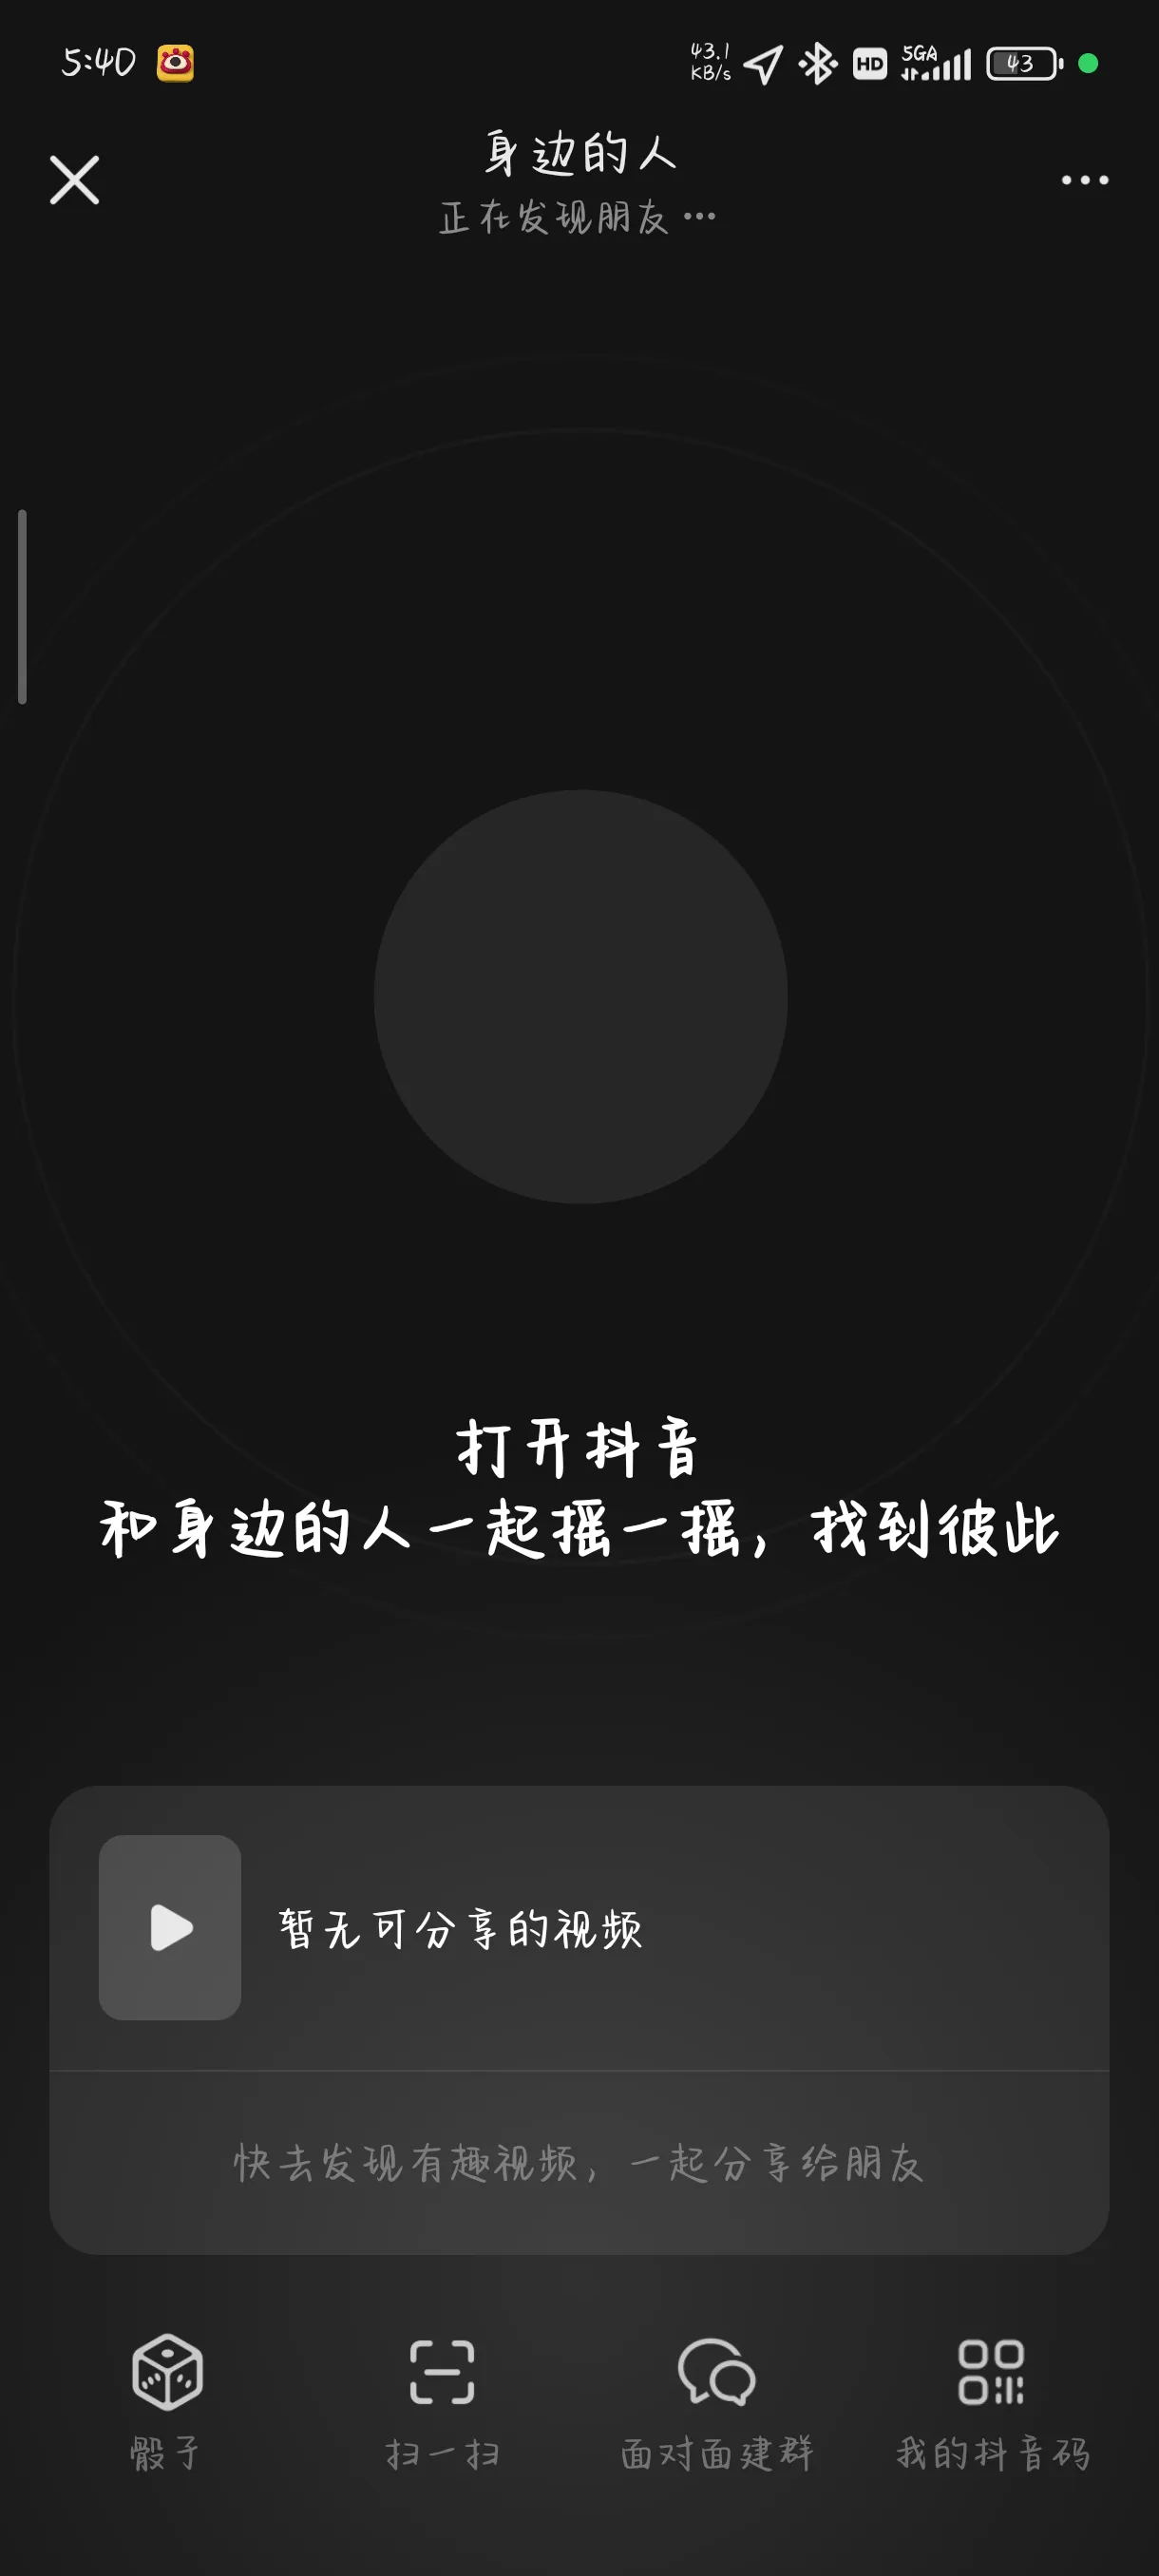 5:40
43.1
KB/s
HD
5GA
43
身边的人
正在发现朋友···
打开抖音
和身边的人一起摇一摇，找到彼此
暂无可分享的视频
快去发现有趣视频，一起分享给朋友
骰子
扫一扫
面对面建群
我的抖音码